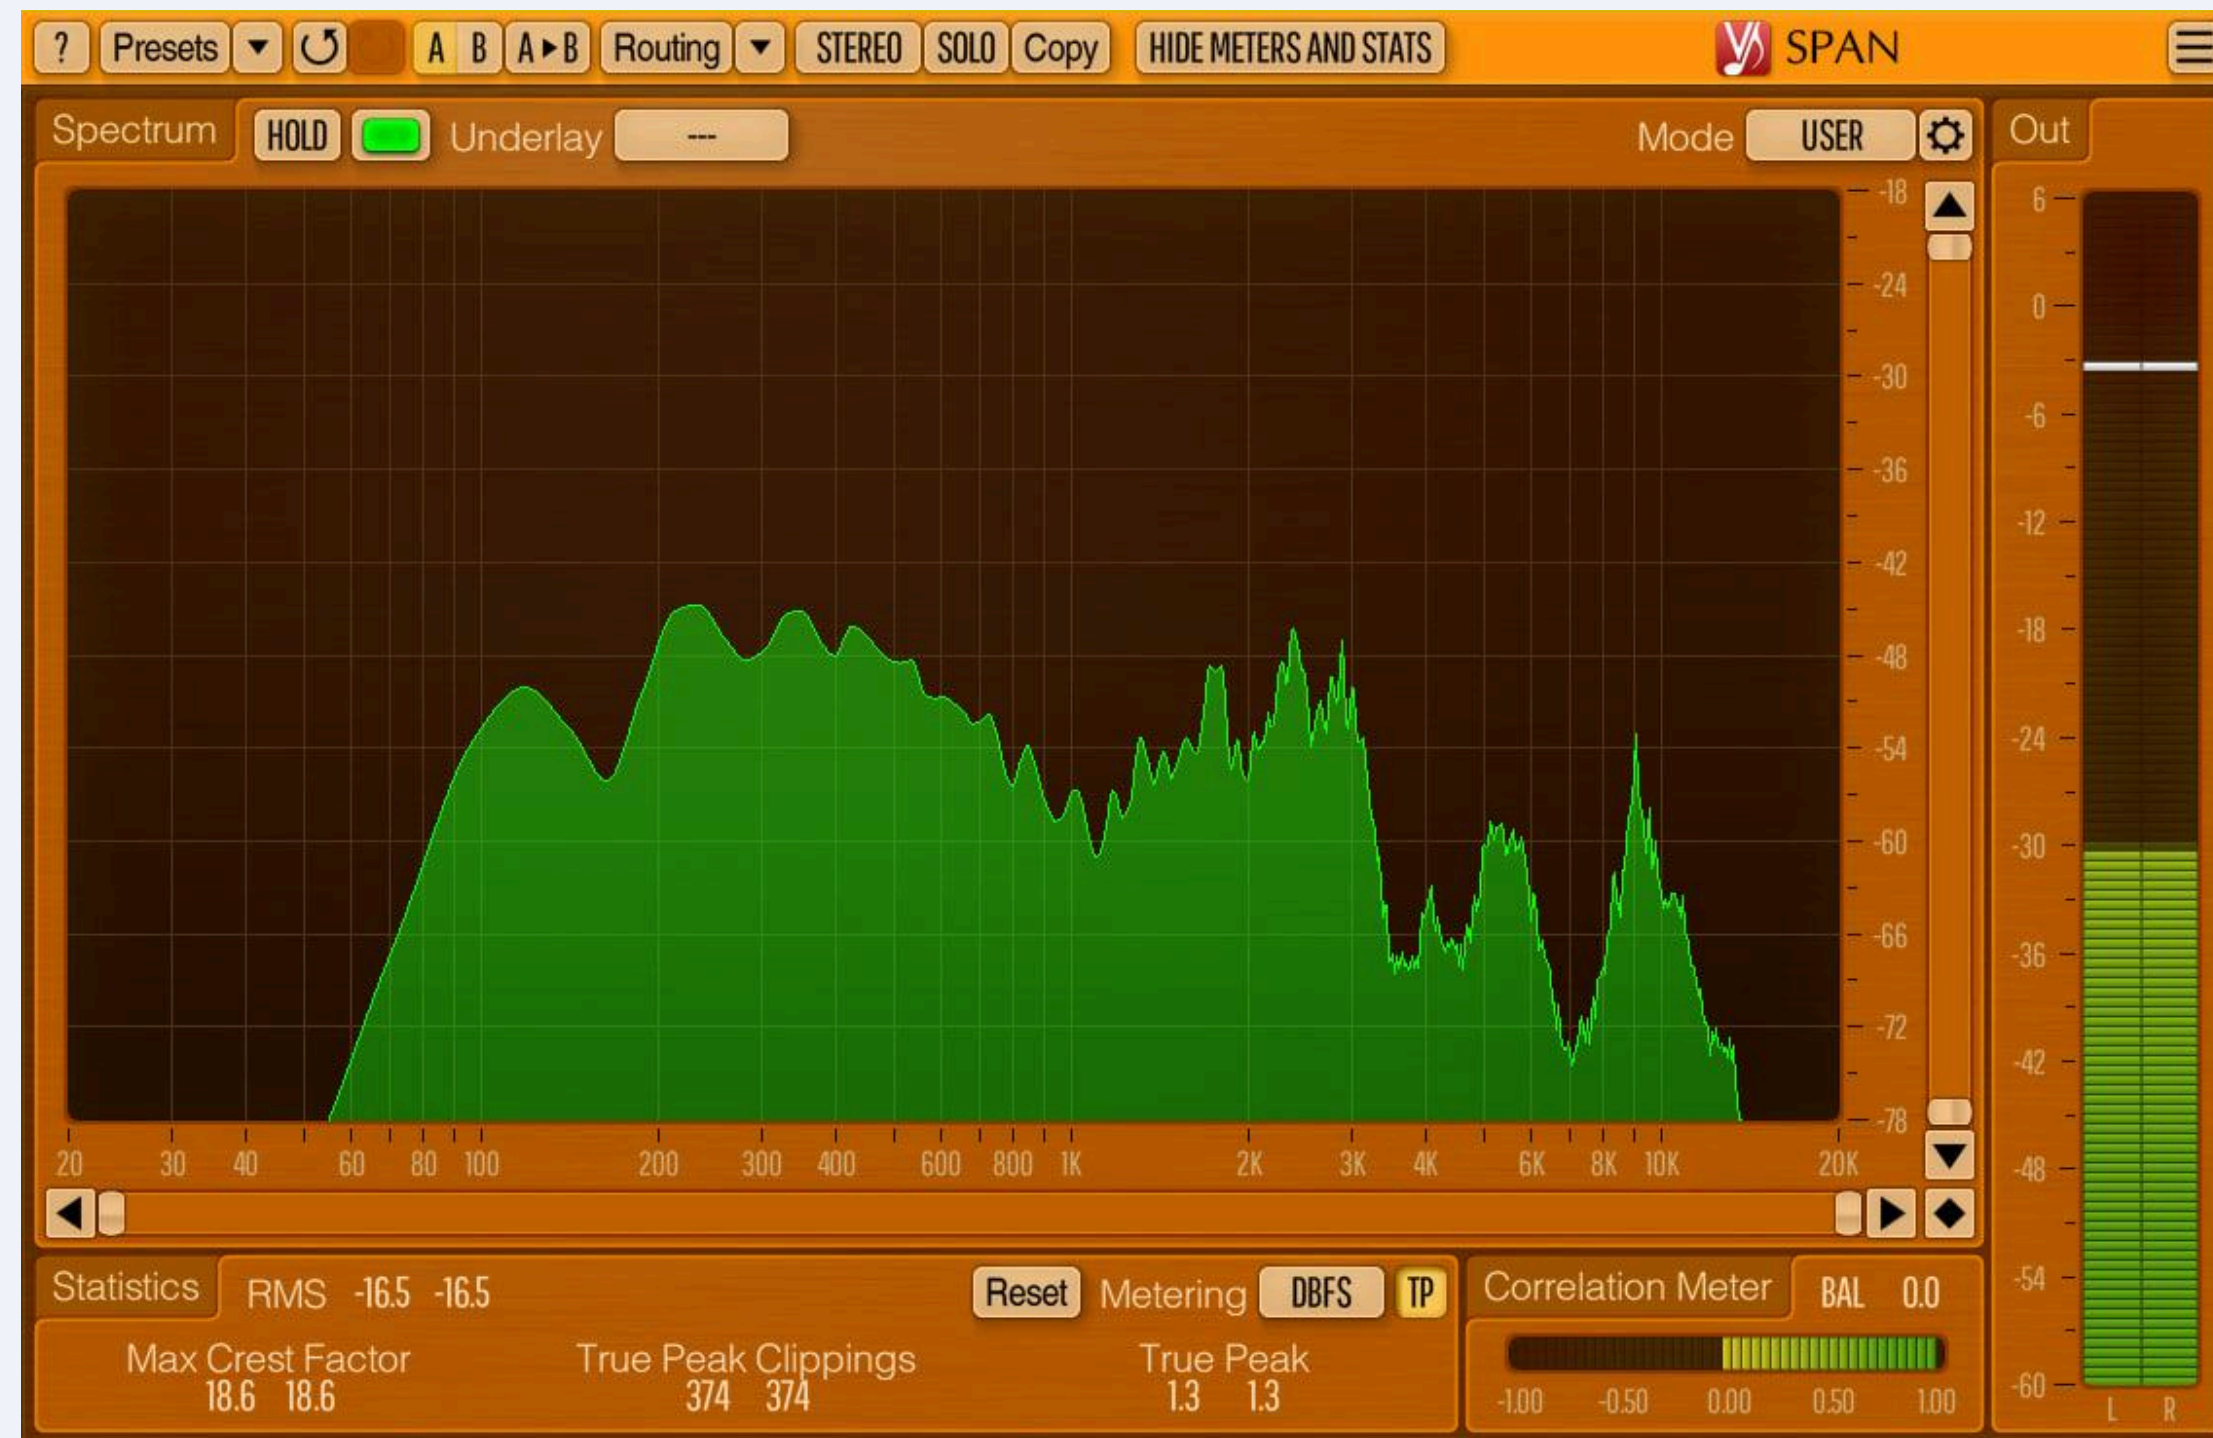 ? Presets A B A▶B Routing STEREO SOLO Copy HIDE METERS AND STATS SPAN
Spectrum HOLD Underlay --- Mode USER Out
-18
-24
-30
-36
-42
-48
-54
-60
-66
-72
-78
20 30 40 60 80 100 200 300 400 600 800 1K 2K 3K 4K 6K 8K 10K 20K
6
0
-6
-12
-18
-24
-30
-36
-42
-48
-54
-60
L R
Statistics RMS -16.5 -16.5 Reset Metering DBFS TP
Max Crest Factor True Peak Clippings True Peak
18.6 18.6 374 374 1.3 1.3
Correlation Meter BAL 0.0
-1.00 -0.50 0.00 0.50 1.00